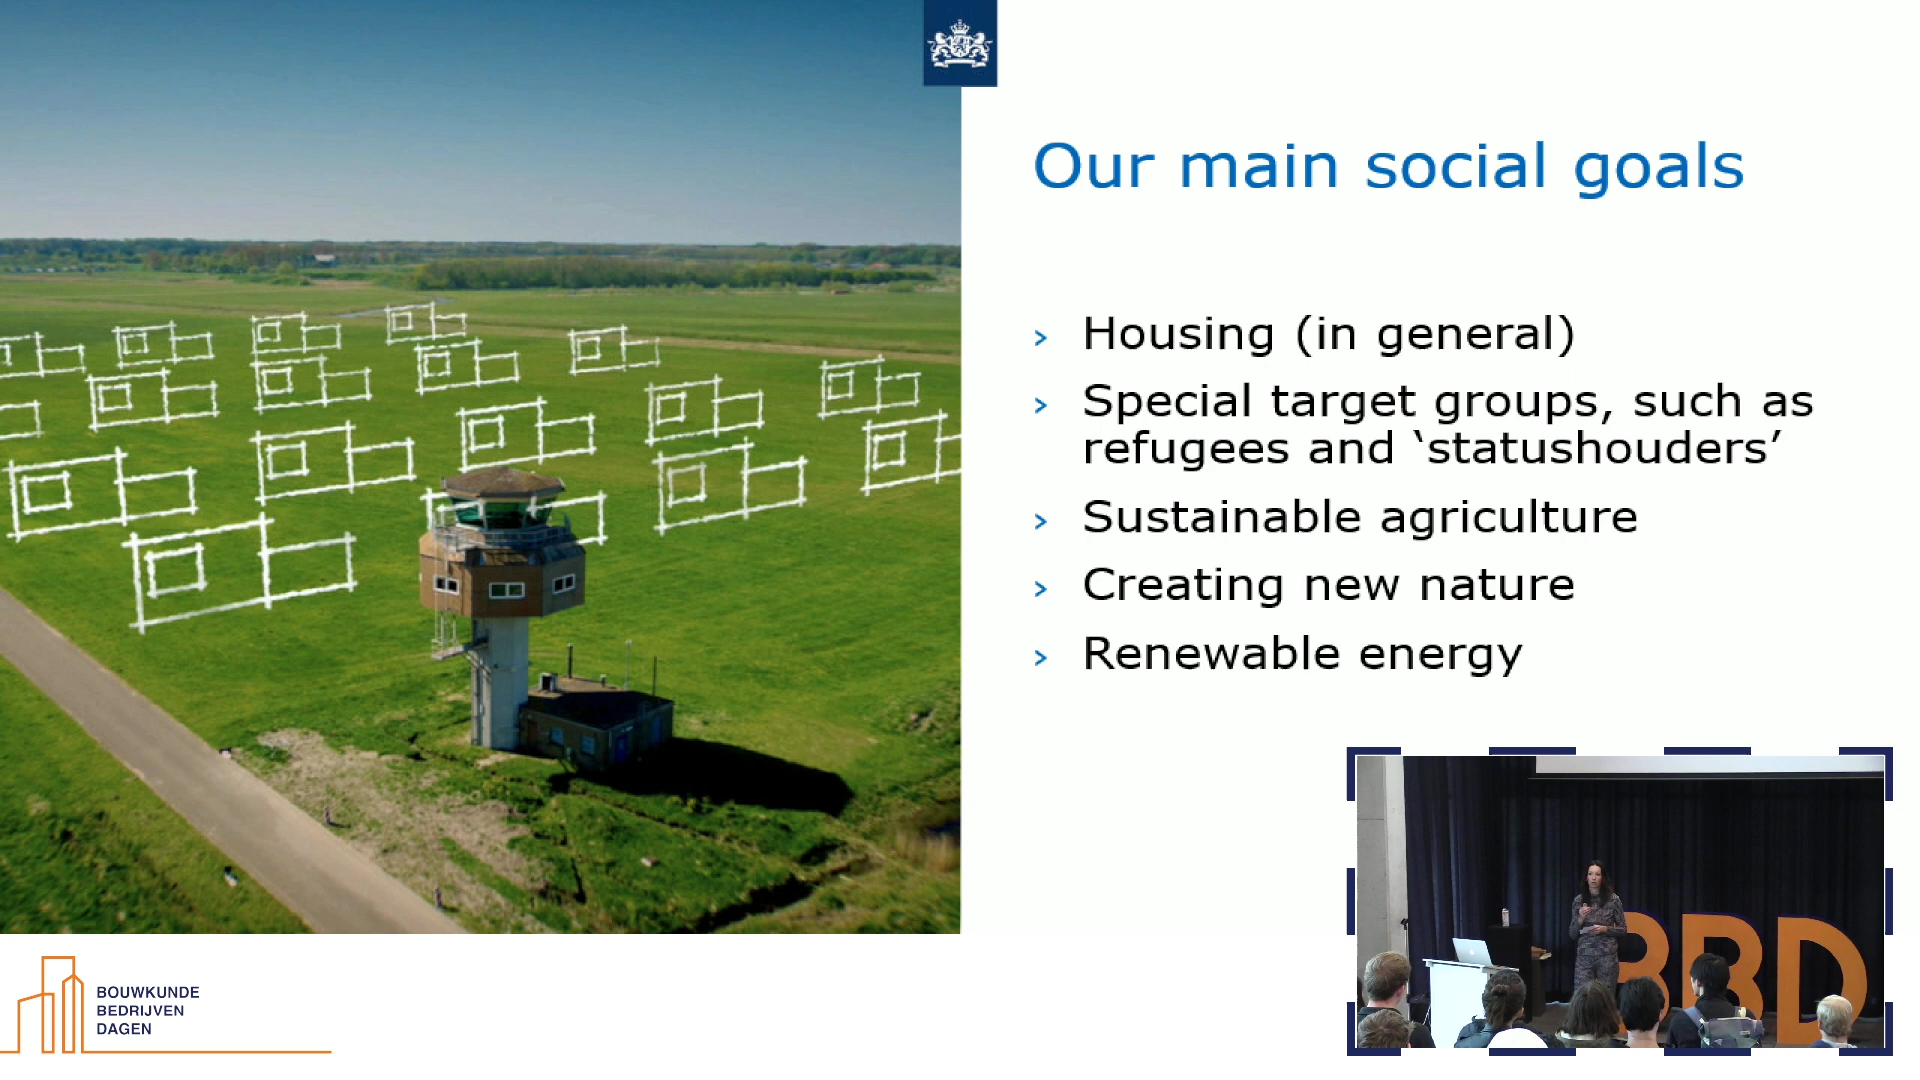 Our main social goals
› Housing (in general)
› Special target groups, such as
refugees and ‘statushouders’
› Sustainable agriculture
› Creating new nature
› Renewable energy
BOUWKUNDE
BEDRIJVEN
DAGEN
BBD